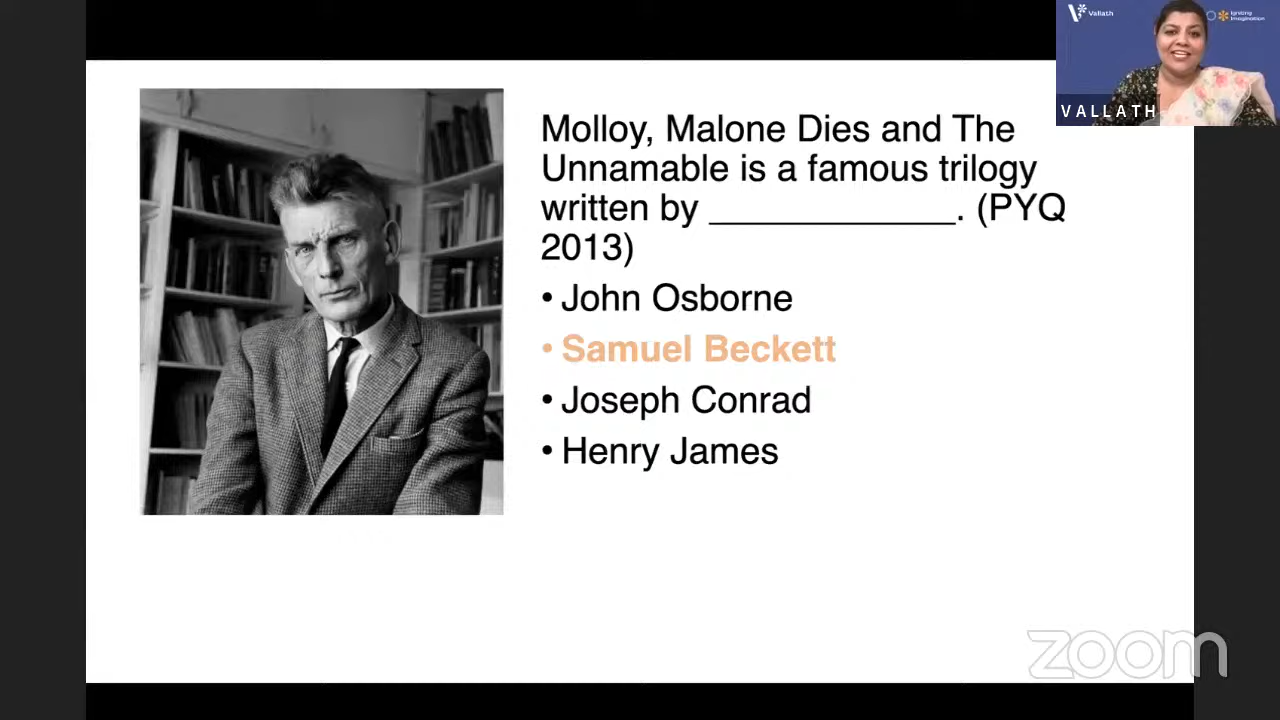 Vallath
Igniting
Imagination
VALLATH
Molloy, Malone Dies and The
Unnamable is a famous trilogy
written by _____________. (PYQ
2013)
• John Osborne
• Samuel Beckett
• Joseph Conrad
• Henry James
zoom